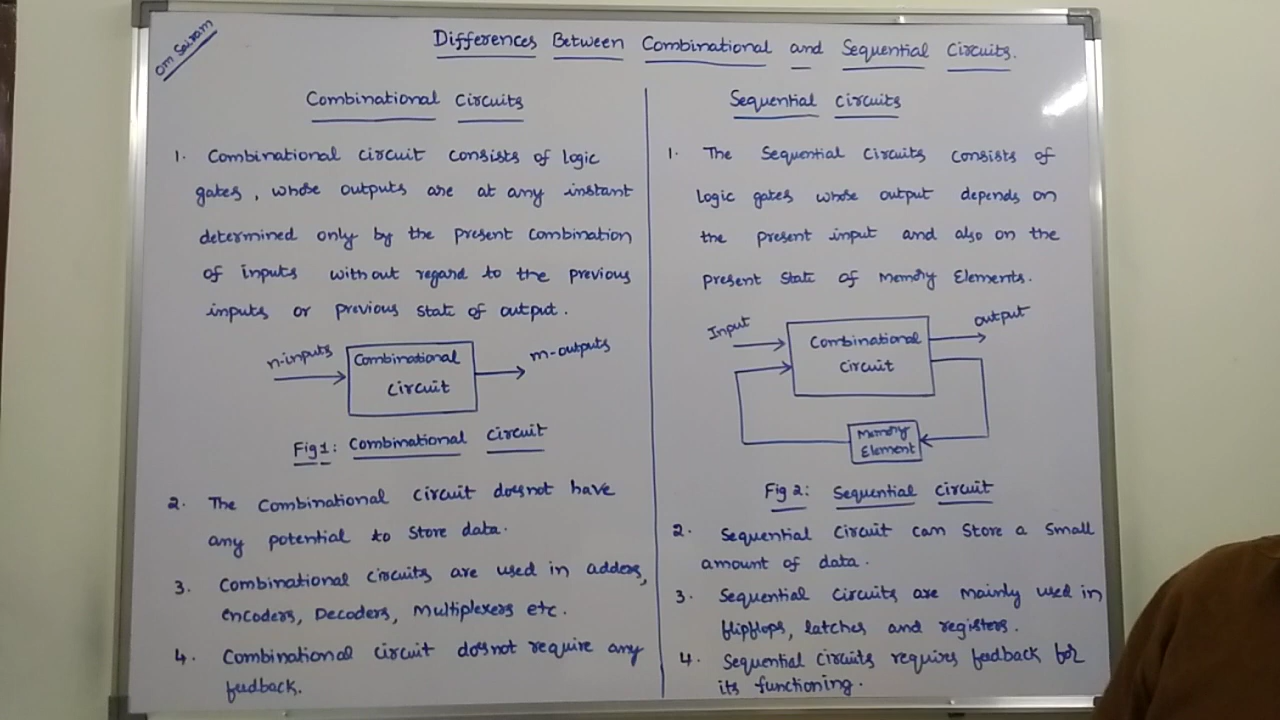 Om Sairam
Differences Between Combinational and Sequential Circuits.
Combinational Circuits
1. Combinational circuit consists of logic
gates, whose outputs are at any instant
determined only by the present combination
of inputs without regard to the previous
inputs or previous state of output.
n-inputs
Combinational
Circuit
m-outputs
Fig 1: Combinational Circuit
2. The Combinational Circuit doesnot have
any potential to store data.
3. Combinational circuits are used in adders,
encoders, Decoders, Multiplexers etc.
4. Combinational circuit doesnot require any
feedback.
Sequential Circuits
1. The Sequential Circuits consists of
Logic gates whose output depends on
the present input and also on the
present State of Memory Elements.
Input
Combinational
Circuit
output
Memory
Element
Fig 2: Sequential Circuit
2. Sequential Circuit can store a small
amount of data.
3. Sequential Circuits are Mainly used in
flipflops, latches and registers.
4. Sequential Circuits requires feedback for
its functioning.